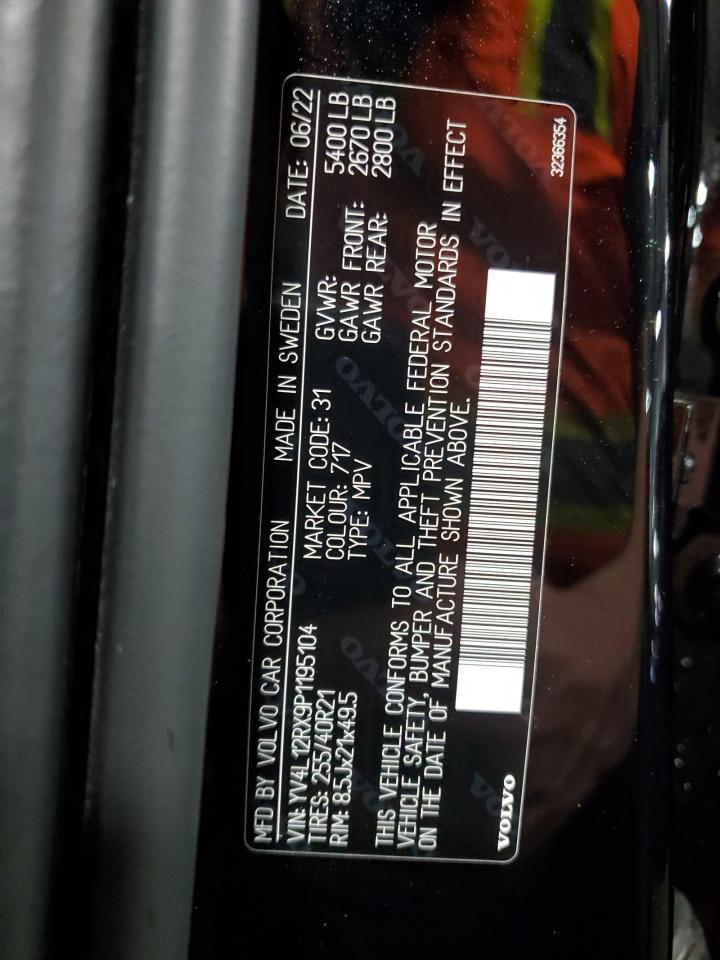 MFD BY VOLVO CAR CORPORATION MADE IN SWEDEN DATE: 06/22
VIN: YV4L12RX9P1195104
TIRES: 255/40R21 MARKET CODE: 31 GVWR: 5400 LB
RIM: 8.5Jx21x49.5 COLOUR: 717 GAWR FRONT: 2670 LB
TYPE: MPV GAWR REAR: 2800 LB
THIS VEHICLE CONFORMS TO ALL APPLICABLE FEDERAL MOTOR
VEHICLE SAFETY, BUMPER AND THEFT PREVENTION STANDARDS IN EFFECT
ON THE DATE OF MANUFACTURE SHOWN ABOVE.
VOLVO
32366354